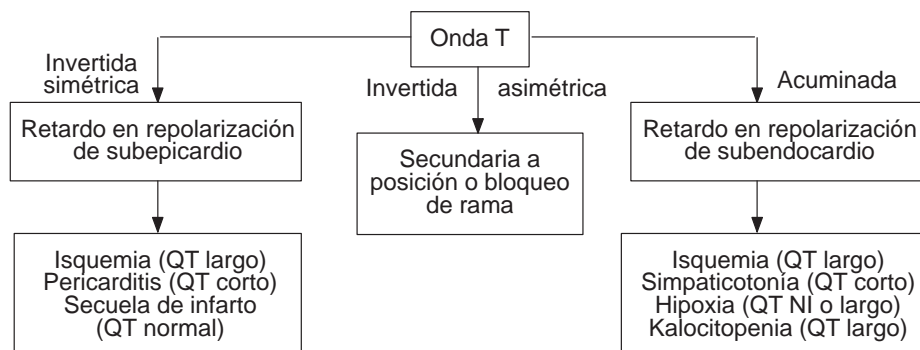 Onda T
Invertida
simétrica
Invertida asimétrica
Acuminada
Retardo en repolarización
de subepicardio
Secundaria a
posición o bloqueo
de rama
Retardo en repolarización
de subendocardio
Isquemia (QT largo)
Pericarditis (QT corto)
Secuela de infarto
(QT normal)
Isquemia (QT largo)
Simpaticotonía (QT corto)
Hipoxia (QT NI o largo)
Kalocitopenia (QT largo)